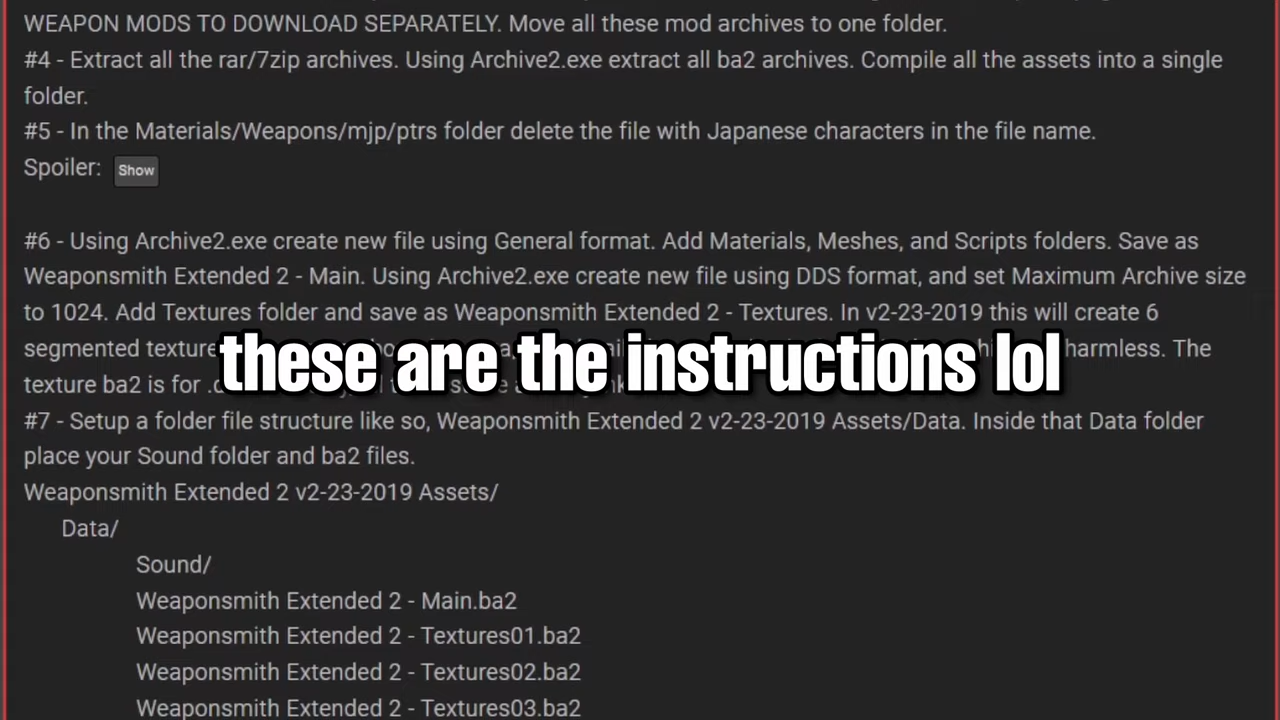 WEAPON MODS TO DOWNLOAD SEPARATELY. Move all these mod archives to one folder.
#4 - Extract all the rar/7zip archives. Using Archive2.exe extract all ba2 archives. Compile all the assets into a single
folder.
#5 - In the Materials/Weapons/mjp/ptrs folder delete the file with Japanese characters in the file name.
Spoiler: Show
#6 - Using Archive2.exe create new file using General format. Add Materials, Meshes, and Scripts folders. Save as
Weaponsmith Extended 2 - Main. Using Archive2.exe create new file using DDS format, and set Maximum Archive size
to 1024. Add Textures folder and save as Weaponsmith Extended 2 - Textures. In v2-23-2019 this will create 6
segmented harmless. The
these are the instructions lol
texture ba2 is for
#7 - Setup a folder file structure like so, Weaponsmith Extended 2 v2-23-2019 Assets/Data. Inside that Data folder
place your Sound folder and ba2 files.
Weaponsmith Extended 2 v2-23-2019 Assets/
Data/
Sound/
Weaponsmith Extended 2 - Main.ba2
Weaponsmith Extended 2 - Textures01.ba2
Weaponsmith Extended 2 - Textures02.ba2
Weaponsmith Extended 2 - Textures03.ba2